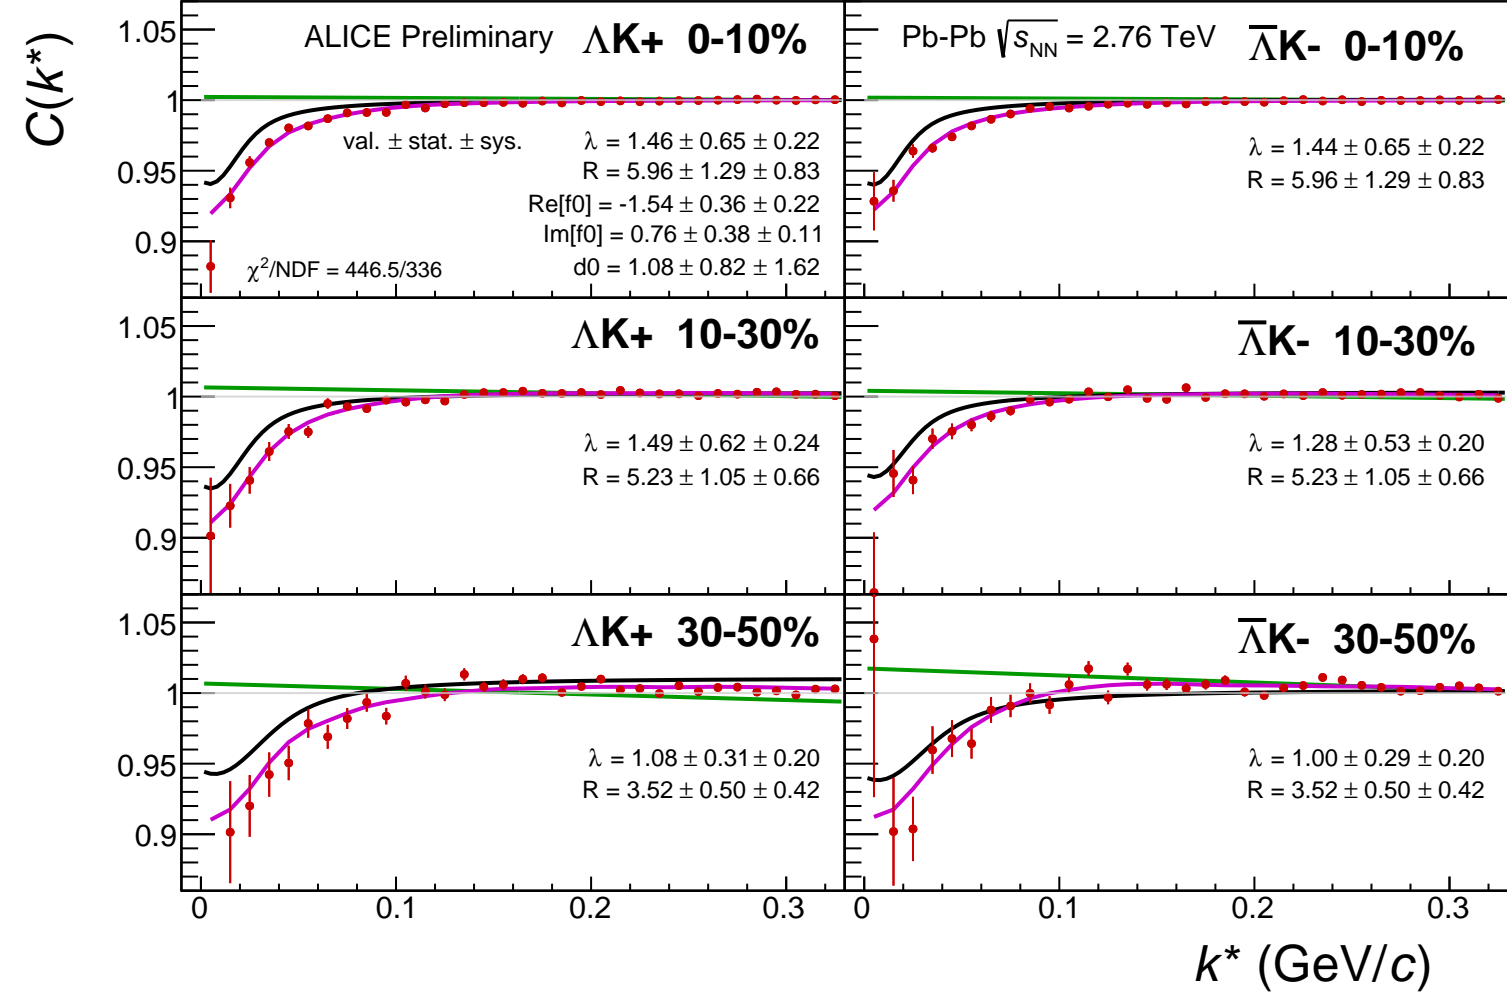 C(k*)
ALICE Preliminary ΛK+ 0-10%
val. ± stat. ± sys.
λ = 1.46 ± 0.65 ± 0.22
R = 5.96 ± 1.29 ± 0.83
Re[f0] = -1.54 ± 0.36 ± 0.22
Im[f0] = 0.76 ± 0.38 ± 0.11
d0 = 1.08 ± 0.82 ± 1.62
χ²/NDF = 446.5/336
1.05
1
0.95
0.9
Pb-Pb √s_NN = 2.76 TeV Λ̅K- 0-10%
λ = 1.44 ± 0.65 ± 0.22
R = 5.96 ± 1.29 ± 0.83
ΛK+ 10-30%
λ = 1.49 ± 0.62 ± 0.24
R = 5.23 ± 1.05 ± 0.66
1.05
1
0.95
0.9
Λ̅K- 10-30%
λ = 1.28 ± 0.53 ± 0.20
R = 5.23 ± 1.05 ± 0.66
ΛK+ 30-50%
λ = 1.08 ± 0.31 ± 0.20
R = 3.52 ± 0.50 ± 0.42
1.05
1
0.95
0.9
Λ̅K- 30-50%
λ = 1.00 ± 0.29 ± 0.20
R = 3.52 ± 0.50 ± 0.42
0 0.1 0.2 0.3 0 0.1 0.2 0.3
k* (GeV/c)